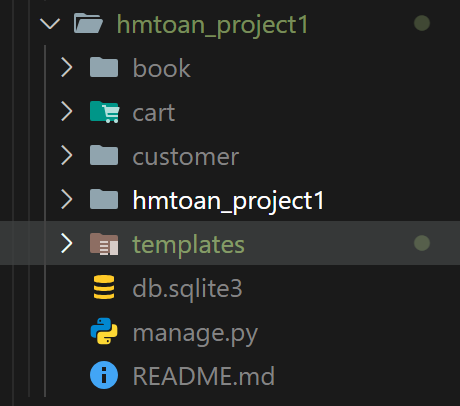 hmtoan_project1
book
cart
customer
hmtoan_project1
templates
db.sqlite3
manage.py
README.md